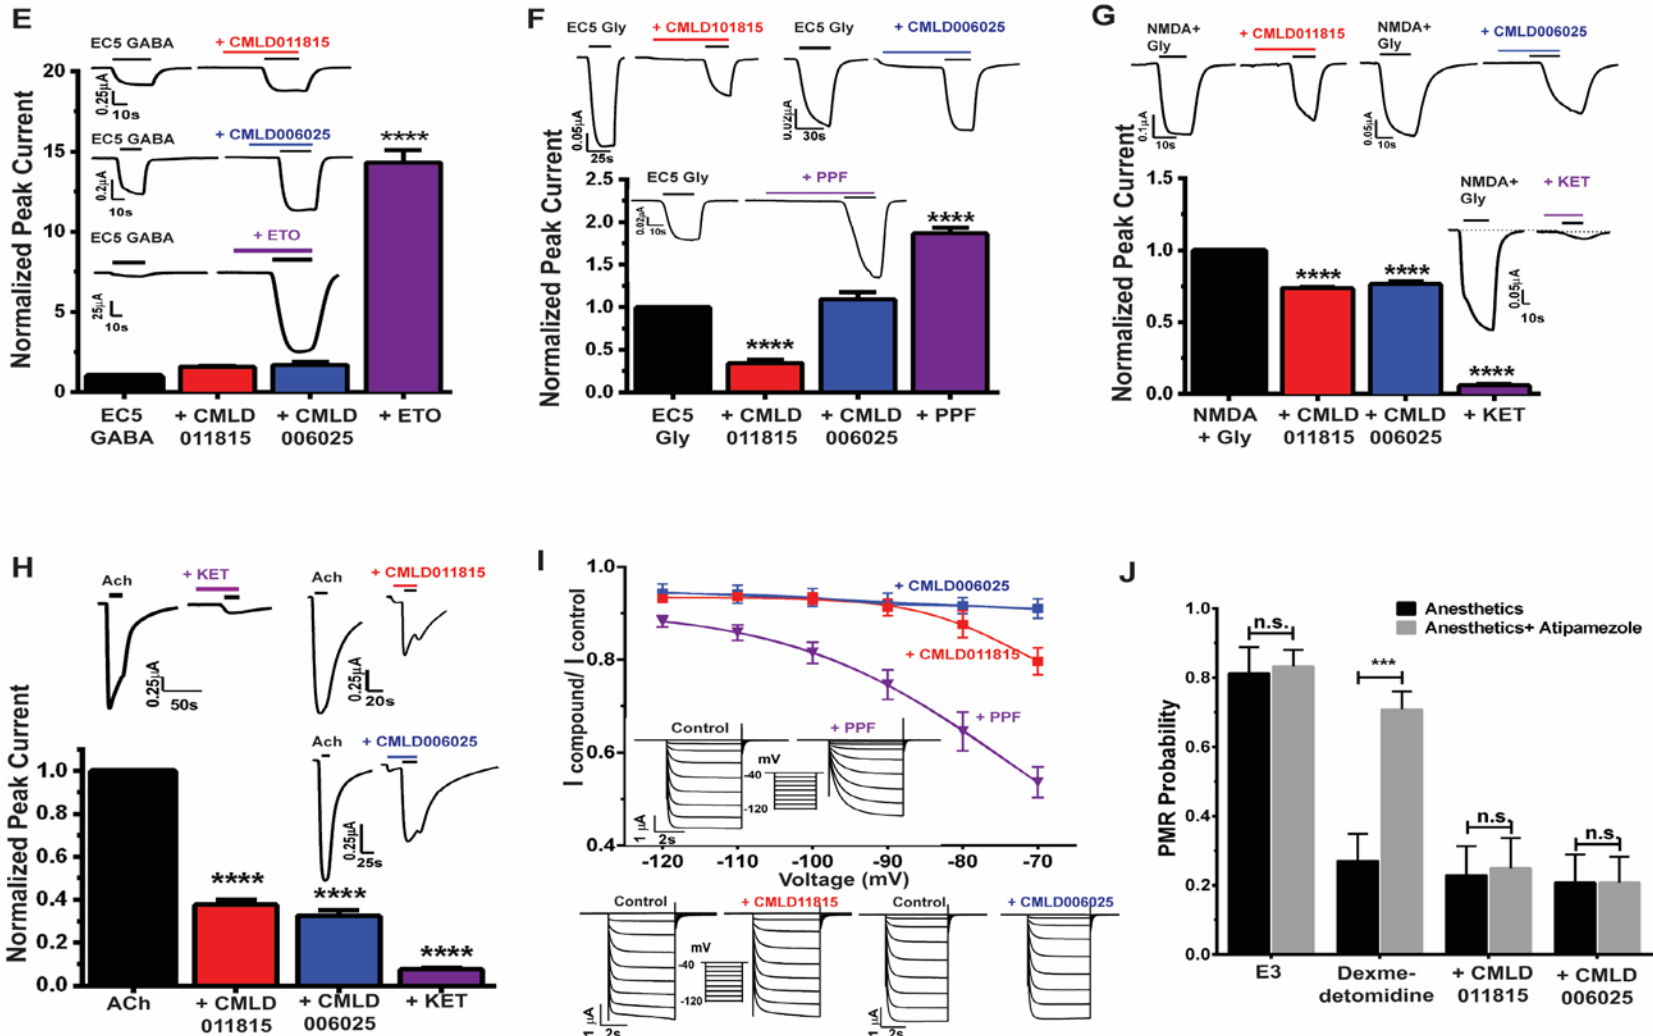 E
EC5 GABA
+ CMLD011815
0.25µA
10s
EC5 GABA
+ CMLD006025
0.2µA
10s
EC5 GABA
+ ETO
25µA
10s
****
Normalized Peak Current
20
15
10
5
0
EC5 GABA
+ CMLD 011815
+ CMLD 006025
+ ETO
F
EC5 Gly
+ CMLD101815
EC5 Gly
+ CMLD006025
0.05µA
25s
0.02µA
30s
EC5 Gly
+ PPF
0.02µA
10s
****
****
Normalized Peak Current
2.5
2.0
1.5
1.0
0.5
0.0
EC5 Gly
+ CMLD 011815
+ CMLD 006025
+ PPF
G
NMDA+ Gly
+ CMLD011815
NMDA+ Gly
+ CMLD006025
0.1µA
10s
0.05µA
10s
NMDA+ Gly
+ KET
0.05µA
10s
****
****
****
Normalized Peak Current
1.5
1.0
0.5
0.0
NMDA + Gly
+ CMLD 011815
+ CMLD 006025
+ KET
H
Ach
+ KET
0.25µA
50s
Ach
+ CMLD011815
0.25µA
20s
Ach
+ CMLD006025
0.25µA
25s
****
****
****
Normalized Peak Current
1.0
0.8
0.6
0.4
0.2
0.0
ACh
+ CMLD 011815
+ CMLD 006025
+ KET
I
I compound/ I control
1.0
0.8
0.6
0.4
+ CMLD006025
+ CMLD011815
+ PPF
Control
+ PPF
mV
-40
-120
1 µA
2s
-120
-110
-100
-90
-80
-70
Voltage (mV)
Control
+ CMLD11815
Control
+ CMLD006025
mV
-40
-120
1 µA
2s
1 µA
2s
J
Anesthetics
Anesthetics+ Atipamezole
n.s.
***
n.s.
n.s.
PMR Probability
1.0
0.8
0.6
0.4
0.2
0.0
E3
Dexme-
detomidine
+ CMLD 011815
+ CMLD 006025